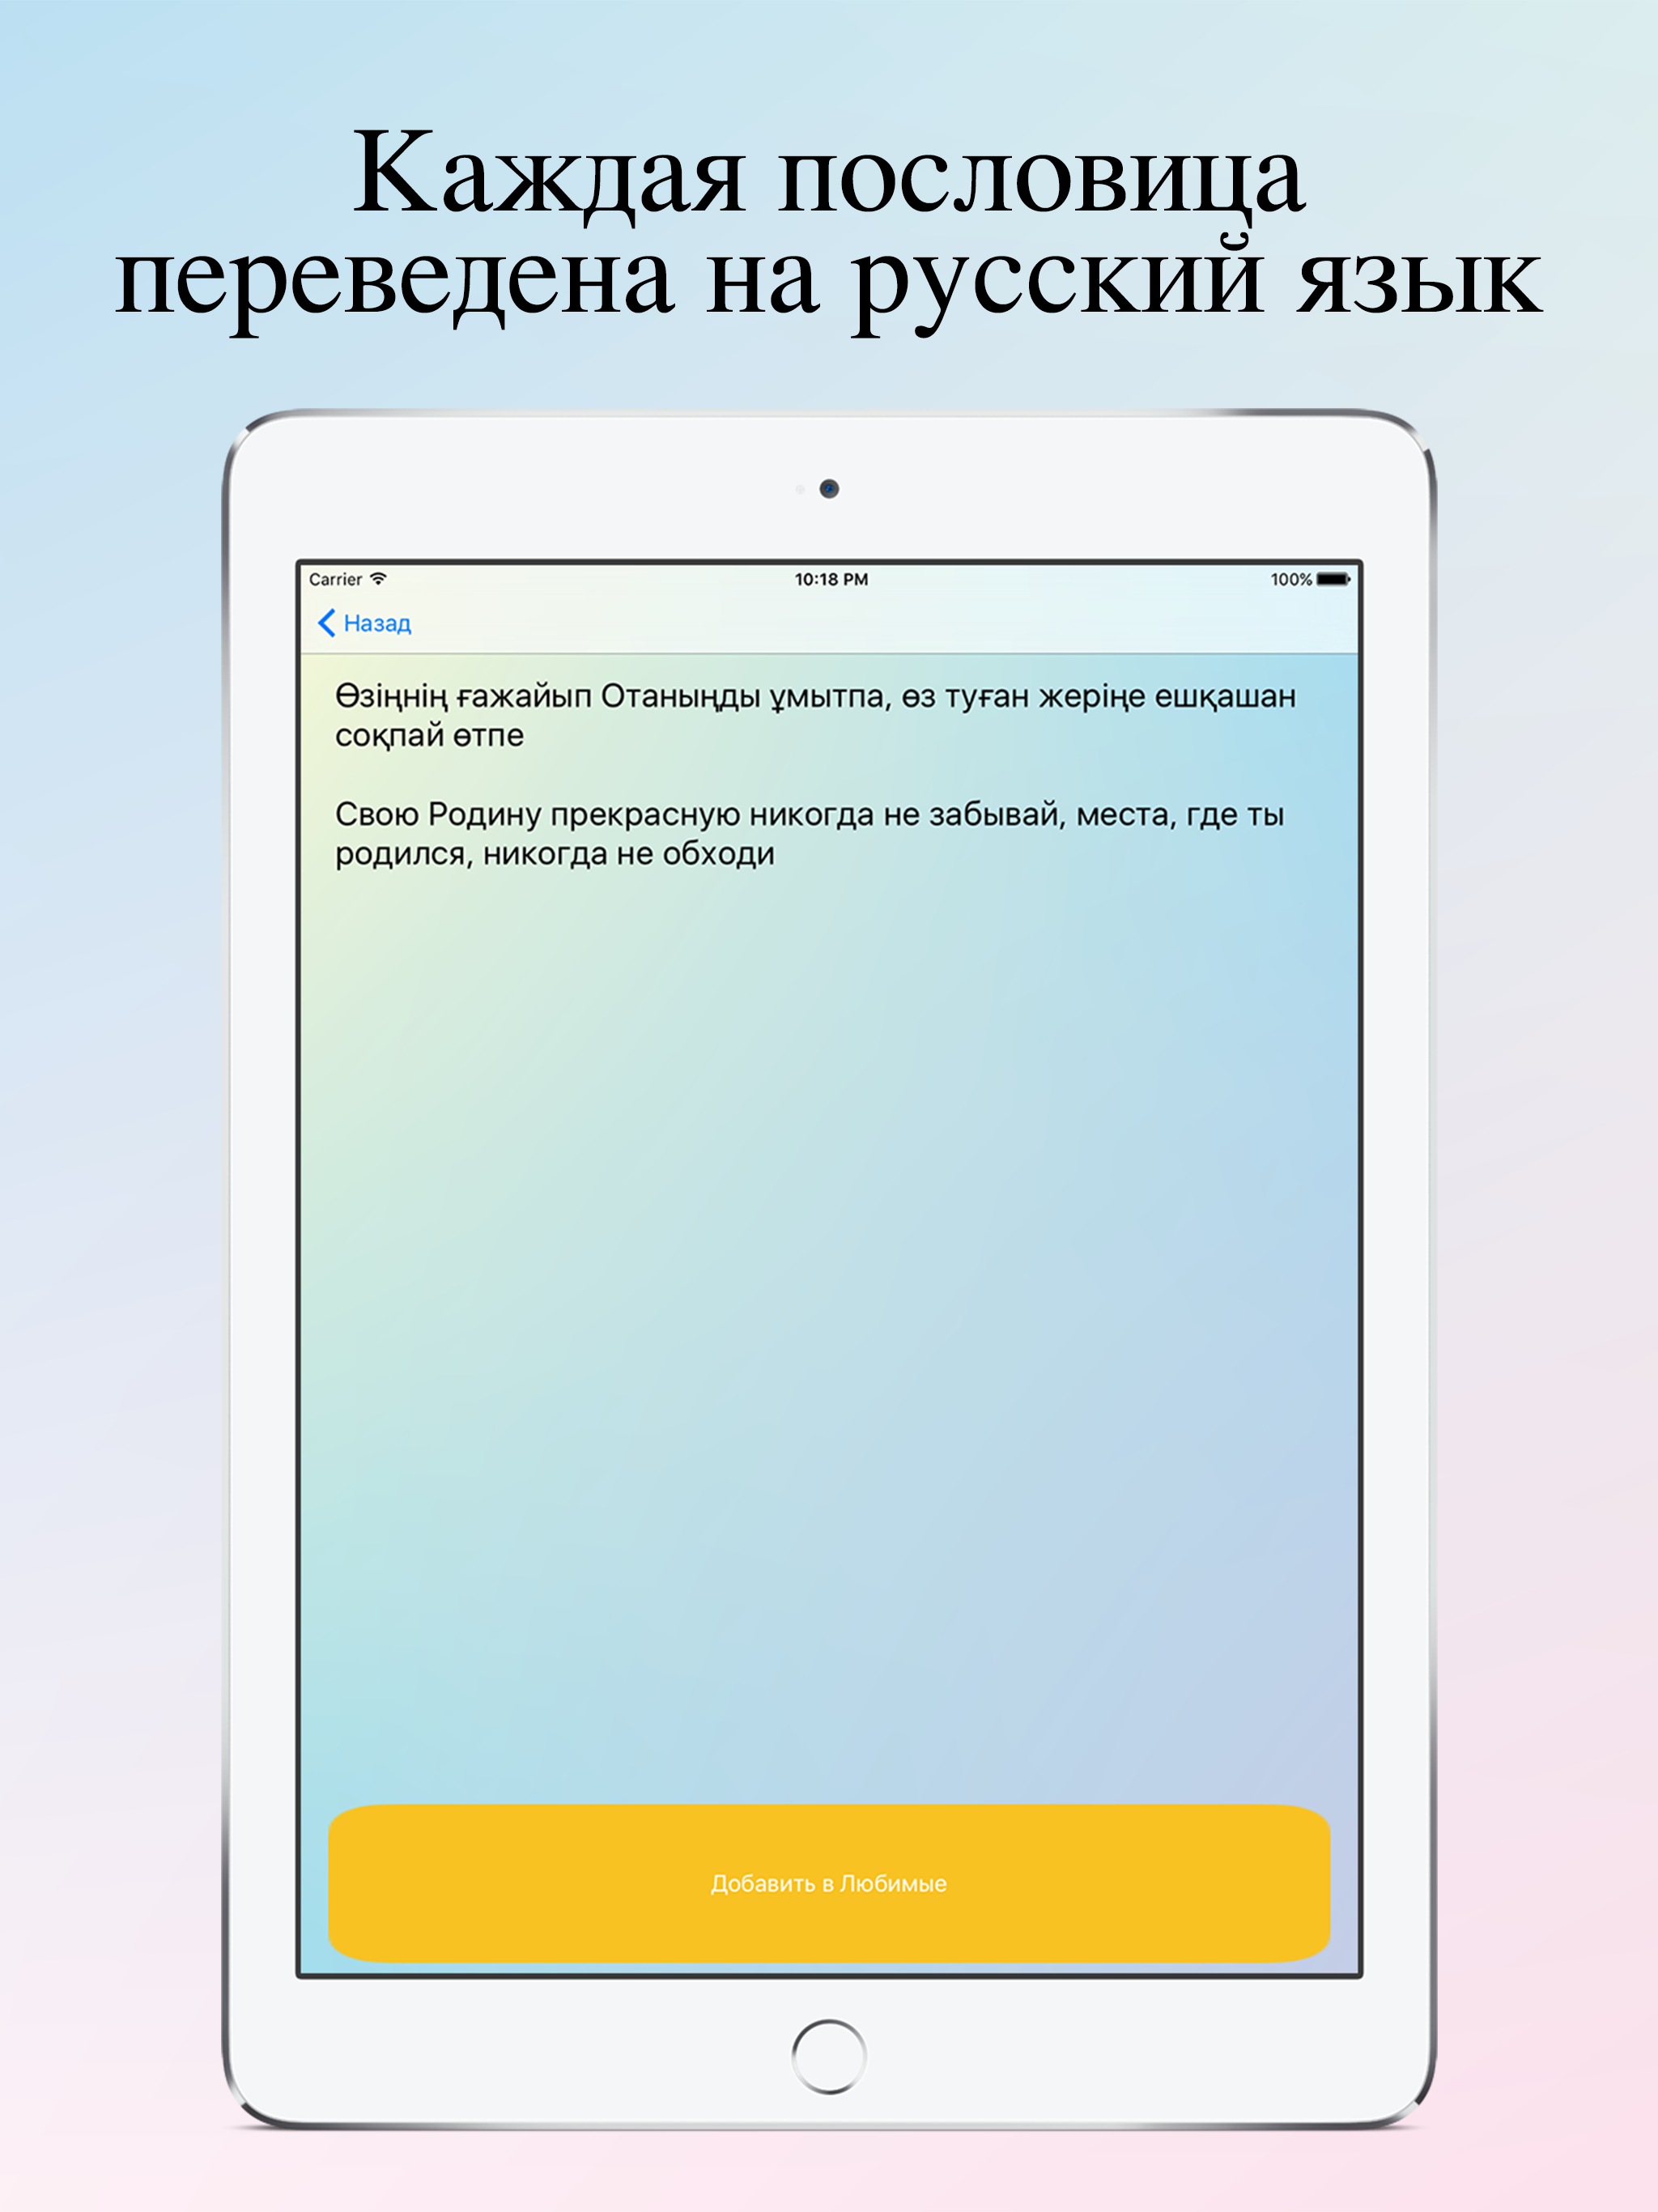 Каждая пословица
переведена на русский язык
Carrier 10:18 PM 100%
Назад
Өзіңнің ғажайып Отаныңды ұмытпа, өз туған жеріңе ешқашан
соқпай өтпе
Свою Родину прекрасную никогда не забывай, места, где ты
родился, никогда не обходи
Добавить в Любимые